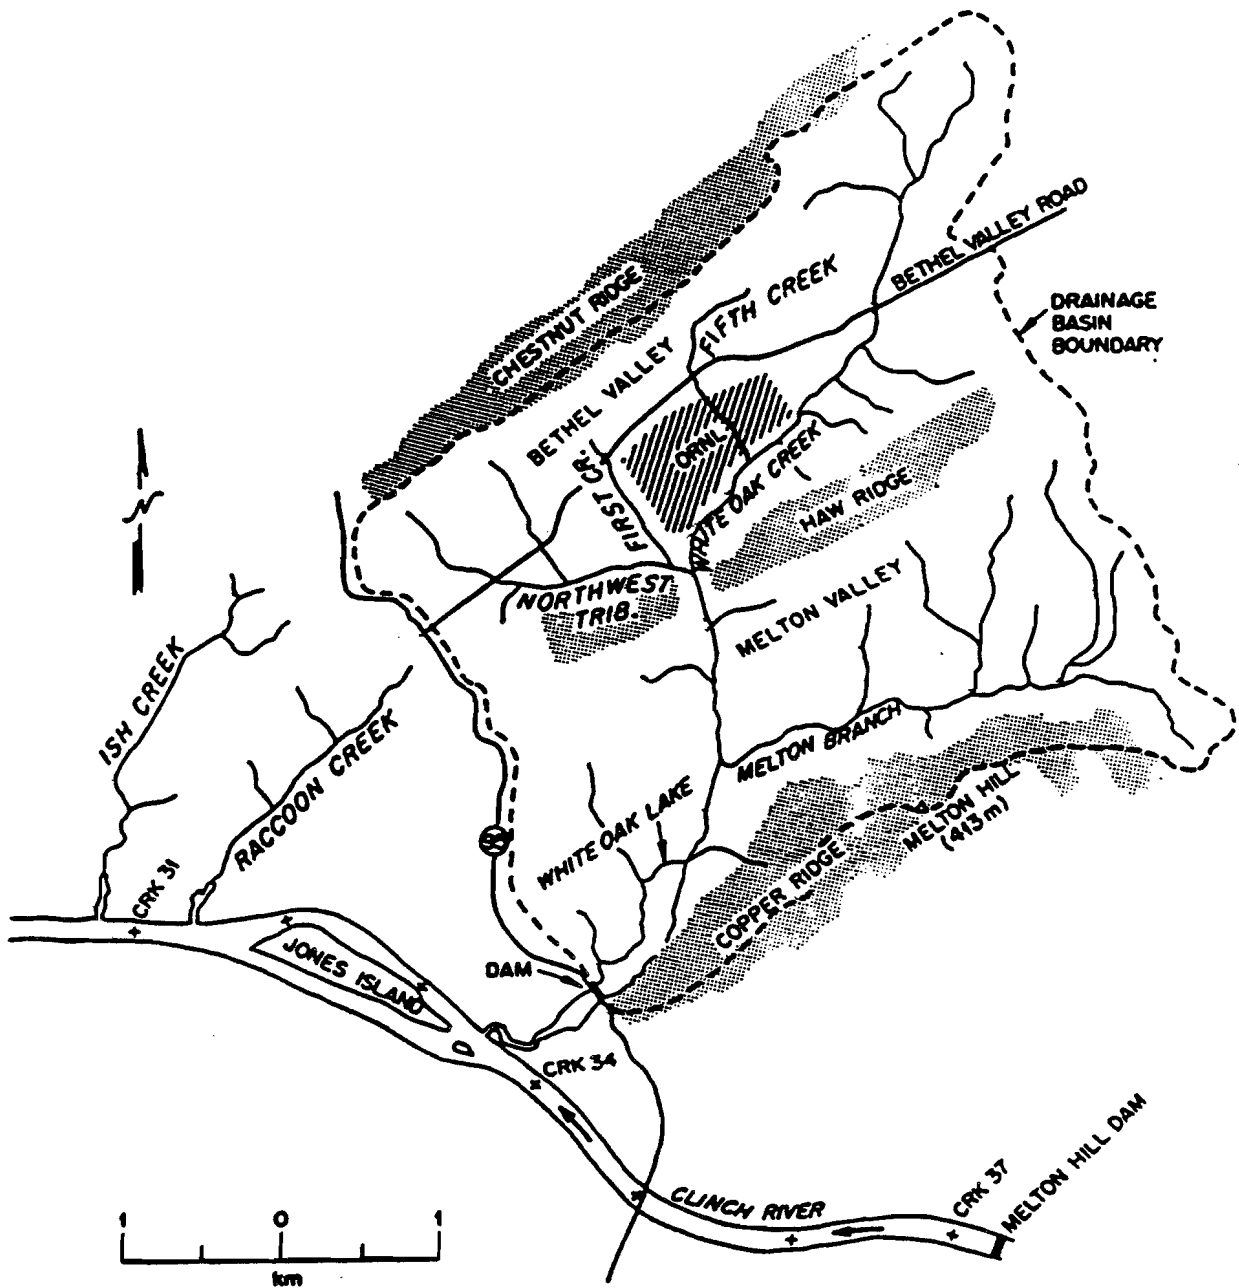 BETHEL VALLEY ROAD
FIFTH CREEK
DRAINAGE
BASIN
BOUNDARY
CHESTNUT RIDGE
BETHEL VALLEY
ORNL
FIRST CR.
WHITE OAK CREEK
HAW RIDGE
NORTHWEST
TRIB.
MELTON VALLEY
ISH CREEK
RACCOON CREEK
MELTON BRANCH
WHITE OAK LAKE
MELTON HILL
(413 m)
COPPER RIDGE
CRK 31
JONES ISLAND
DAM
CRK 34
CLINCH RIVER
CRK 37
MELTON HILL DAM
1 0 1
km